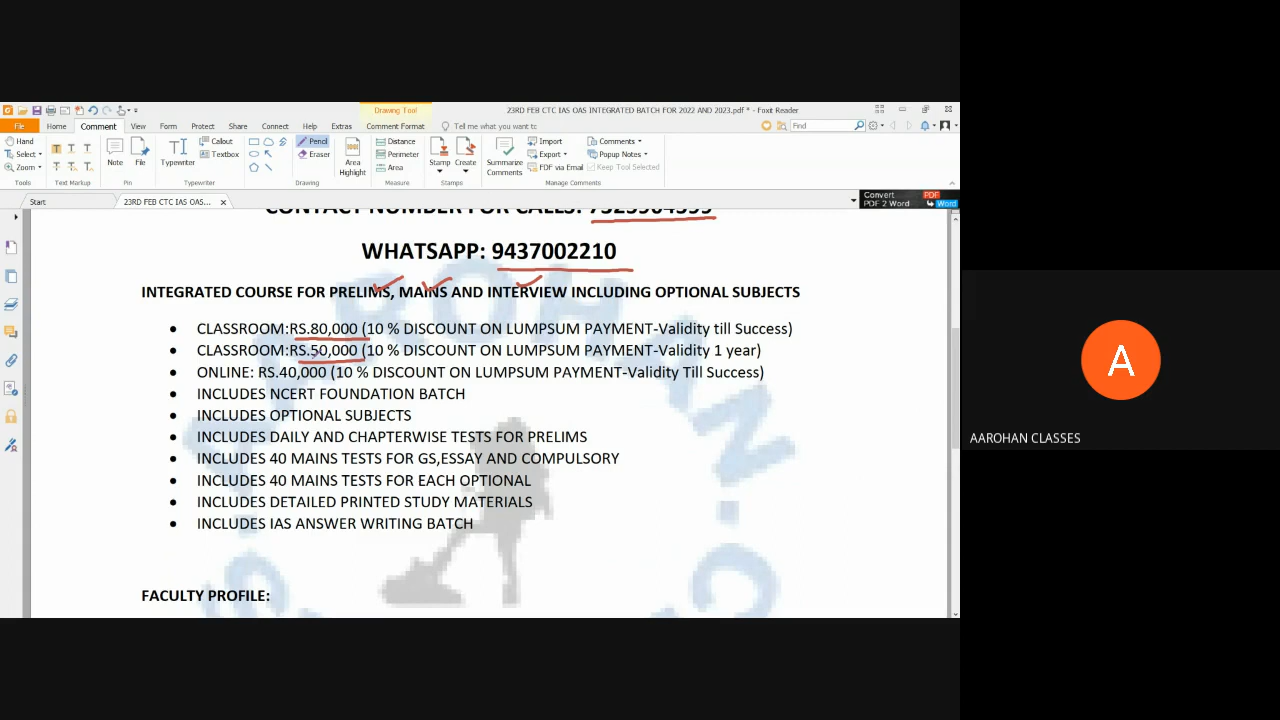 Drawing Tool
23RD FEB CTC IAS OAS INTEGRATED BATCH FOR 2022 AND 2023.pdf * - Foxit Reader
File Home Comment View Form Protect Share Connect Help Extras Comment Format Tell me what you want to Find
Hand
Select
Zoom
Tools
Text Markup
Note
File
Pin
Typewriter
Callout
Textbox
Typewriter
Pencil
Eraser
Drawing
Area
Highlight
Distance
Perimeter
Area
Measure
Stamp
Create
Stamps
Summarize
Comments
Import
Export
FDF via Email
Comments
Popup Notes
Keep Tool Selected
Manage Comments
Start
23RD FEB CTC IAS OAS...
Convert PDF
PDF 2 Word Word
CONTACT NUMBER FOR CALLS:
WHATSAPP: 9437002210
INTEGRATED COURSE FOR PRELIMS, MAINS AND INTERVIEW INCLUDING OPTIONAL SUBJECTS
• CLASSROOM:RS.80,000 (10 % DISCOUNT ON LUMPSUM PAYMENT-Validity till Success)
• CLASSROOM:RS.50,000 (10 % DISCOUNT ON LUMPSUM PAYMENT-Validity 1 year)
• ONLINE: RS.40,000 (10 % DISCOUNT ON LUMPSUM PAYMENT-Validity Till Success)
• INCLUDES NCERT FOUNDATION BATCH
• INCLUDES OPTIONAL SUBJECTS
• INCLUDES DAILY AND CHAPTERWISE TESTS FOR PRELIMS
• INCLUDES 40 MAINS TESTS FOR GS,ESSAY AND COMPULSORY
• INCLUDES 40 MAINS TESTS FOR EACH OPTIONAL
• INCLUDES DETAILED PRINTED STUDY MATERIALS
• INCLUDES IAS ANSWER WRITING BATCH
FACULTY PROFILE:
A
AAROHAN CLASSES